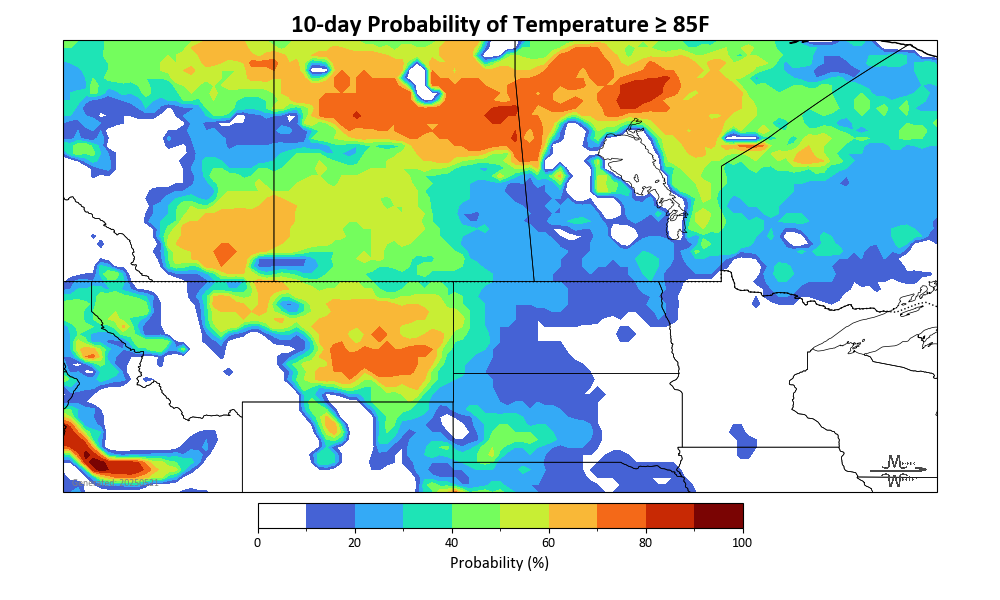 10-day Probability of Temperature ≥ 85F
M
W
0 20 40 60 80 100
Probability (%)